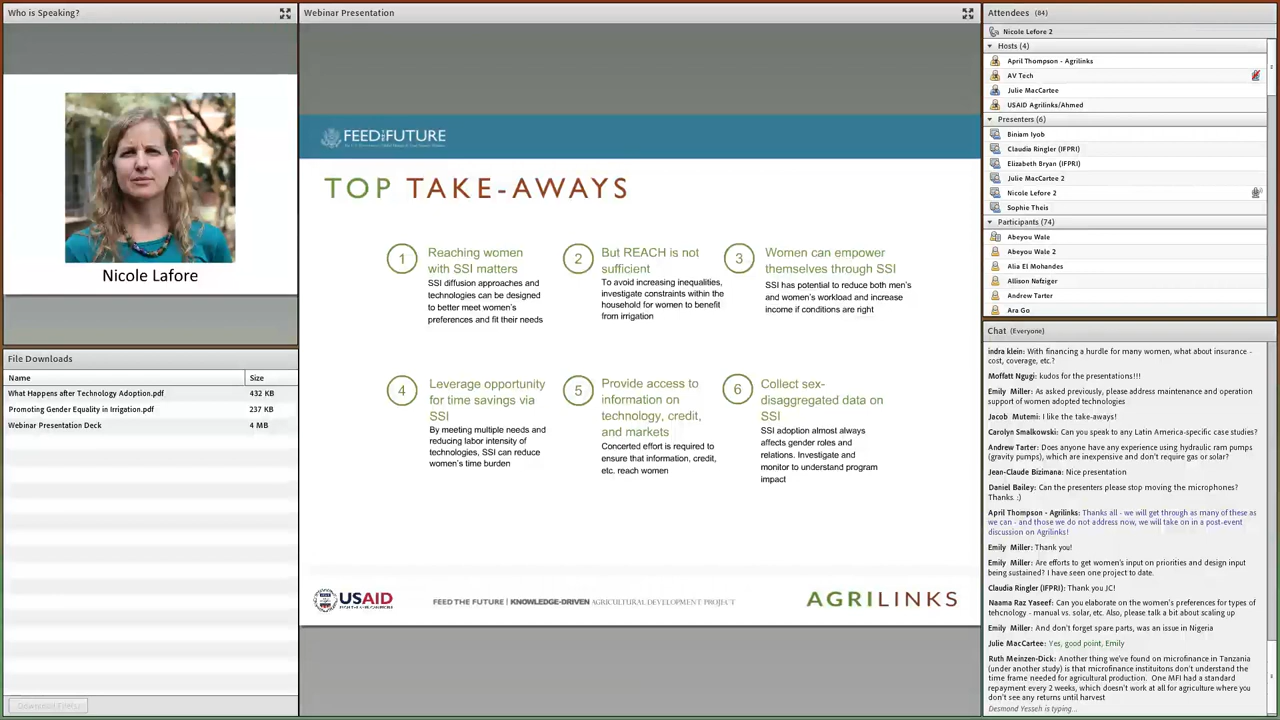 Who is Speaking?
Nicole Lafore
File Downloads
Name Size
What Happens after Technology Adoption.pdf 432 KB
Promoting Gender Equality in Irrigation.pdf 237 KB
Webinar Presentation Deck 4 MB
Download File(s)
Webinar Presentation
FEED THE FUTURE
TOP TAKE-AWAYS
1
Reaching women
with SSI matters
SSI diffusion approaches and
technologies can be designed
to better meet women's
preferences and fit their needs
2
But REACH is not
sufficient
To avoid increasing inequalities,
investigate constraints within the
household for women to benefit
from irrigation
3
Women can empower
themselves through SSI
SSI has potential to reduce both men's
and women's workload and increase
income if conditions are right
4
Leverage opportunity
for time savings via
SSI
By meeting multiple needs and
reducing labor intensity of
technologies, SSI can reduce
women's time burden
5
Provide access to
information on
technology, credit,
and markets
Concerted effort is required to
ensure that information, credit,
etc. reach women
6
Collect sex-
disaggregated data on
SSI
SSI adoption almost always
affects gender roles and
relations. Investigate and
monitor to understand program
impact
USAID
FEED THE FUTURE | KNOWLEDGE-DRIVEN AGRICULTURAL DEVELOPMENT PROJECT
AGRILINKS
Attendees (84)
Nicole Lefore 2
Hosts (4)
April Thompson - Agrilinks
AV Tech
Julie MacCartee
USAID Agrilinks/Ahmed
Presenters (6)
Biniam Iyob
Claudia Ringler (IFPRI)
Elizabeth Bryan (IFPRI)
Julie MacCartee 2
Nicole Lefore 2
Sophie Theis
Participants (74)
Abeyou Wale
Abeyou Wale 2
Alia El Mohandes
Allison Nafziger
Andrew Tarter
Ara Go
Chat (Everyone)
indra klein: With financing a hurdle for many women, what about insurance -
cost, coverage, etc.?
Moffatt Ngugi: kudos for the presentations!!!
Emily Miller: As asked previously, please address maintenance and operation
support of women adopted technologies
Jacob Mutemi: I like the take-aways!
Carolyn Smalkowski: Can you speak to any Latin America-specific case studies?
Andrew Tarter: Does anyone have any experience using hydraulic ram pumps
(gravity pumps), which are inexpensive and don't require gas or solar?
Jean-Claude Bizimana: Nice presentation
Daniel Bailey: Can the presenters please stop moving the microphones?
Thanks. :)
April Thompson - Agrilinks: Thanks all - we will get through as many of these as
we can - and those we do not address now, we will take on in a post-event
discussion on Agrilinks!
Emily Miller: Thank you!
Emily Miller: Are efforts to get women's input on priorities and design input
being sustained? I have seen one project to date.
Claudia Ringler (IFPRI): Thank you JC!
Naama Raz Yaseef: Can you elaborate on the women's preferences for types of
tehcnology - manual vs. solar, etc. Also, please talk a bit about scaling up
Emily Miller: And don't forget spare parts, was an issue in Nigeria
Julie MacCartee: Yes, good point, Emily
Ruth Meinzen-Dick: Another thing we've found on microfinance in Tanzania
(under another study) is that microfinance instituitons don't understand the
time frame needed for agricultural production. One MFI had a standard
repayment every 2 weeks, which doesn't work at all for agriculture where you
don't see any returns until harvest
Desmond Yesseh is typing...